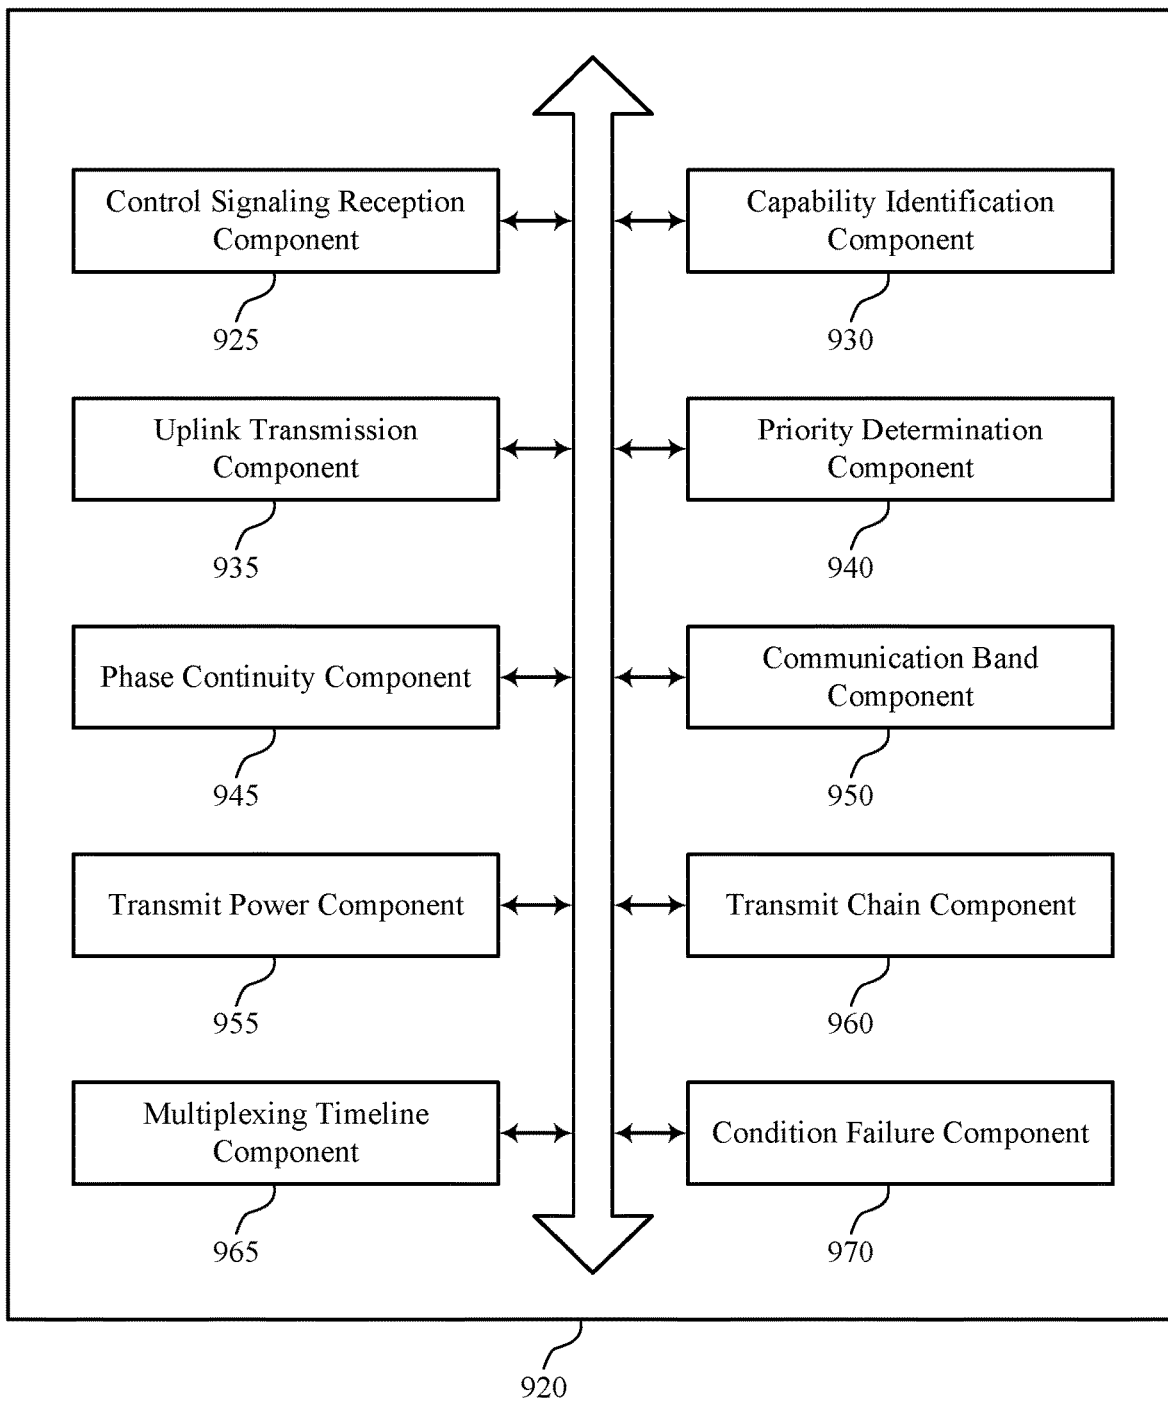 Control Signaling Reception
Component
925
Capability Identification
Component
930
Uplink Transmission
Component
935
Priority Determination
Component
940
Phase Continuity Component
945
Communication Band
Component
950
Transmit Power Component
955
Transmit Chain Component
960
Multiplexing Timeline
Component
965
Condition Failure Component
970
920